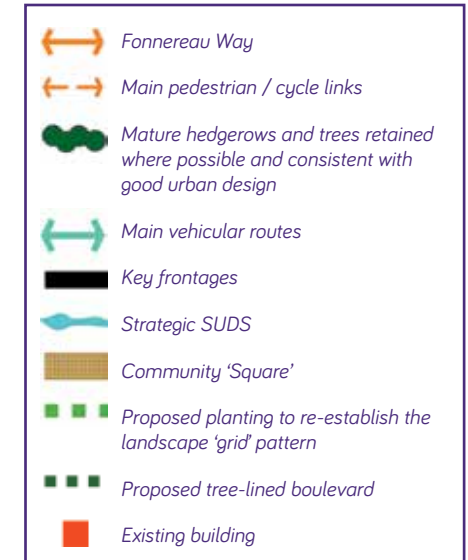 Fonnereau Way
Main pedestrian / cycle links
Mature hedgerows and trees retained
where possible and consistent with
good urban design
Main vehicular routes
Key frontages
Strategic SUDS
Community ‘Square’
Proposed planting to re-establish the
landscape ‘grid’ pattern
Proposed tree-lined boulevard
Existing building